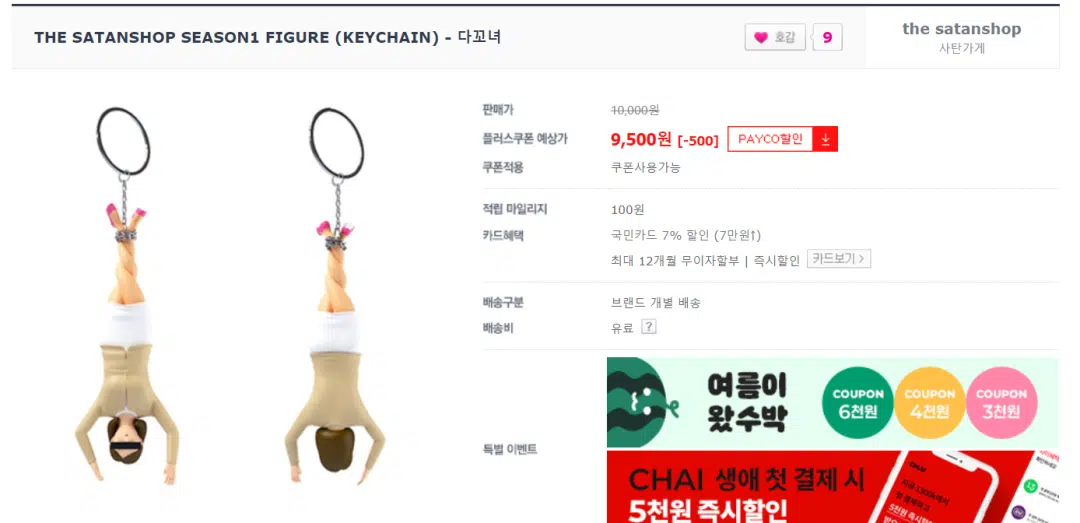 THE SATANSHOP SEASON1 FIGURE (KEYCHAIN) - 다꼬녀
호감 9
the satanshop
사탄가게
판매가 10,000원
플러스쿠폰 예상가 9,500원 [-500] PAYCO할인
쿠폰적용 쿠폰사용가능
적립 마일리지 100원
카드혜택 국민카드 7% 할인 (7만원↑)
최대 12개월 무이자할부 | 즉시할인 카드보기 >
배송구분 브랜드 개별 배송
배송비 유료 ?
특별 이벤트
여름이
왔수박
COUPON
6천원
COUPON
4천원
COUPON
3천원
CHAI 생애 첫 결제 시
5천원 즉시할인
CHAI